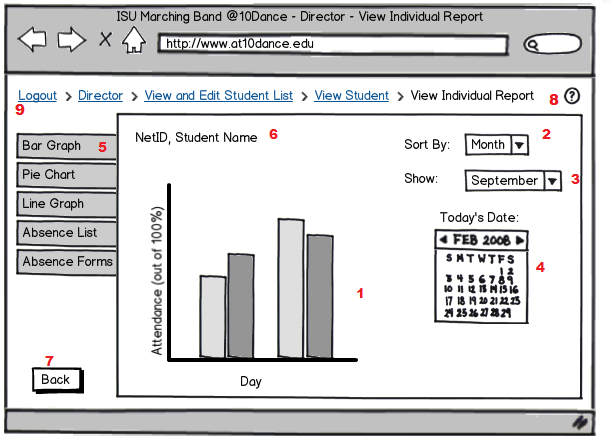 ISU Marching Band @10Dance - Director - View Individual Report
http://www.at10dance.edu
Logout > Director > View and Edit Student List > View Student > View Individual Report 8 ?
9
Bar Graph 5
Pie Chart
Line Graph
Absence List
Absence Forms
NetID, Student Name 6
Sort By: Month 2
Show: September 3
Today's Date:
FEB 2008
S M T W T F S
1 2
3 4 5 6 7 8 9
10 11 12 13 14 15 16
17 18 19 20 21 22 23
24 25 26 27 28 29
4
Attendance (out of 100%)
1
Day
7
Back